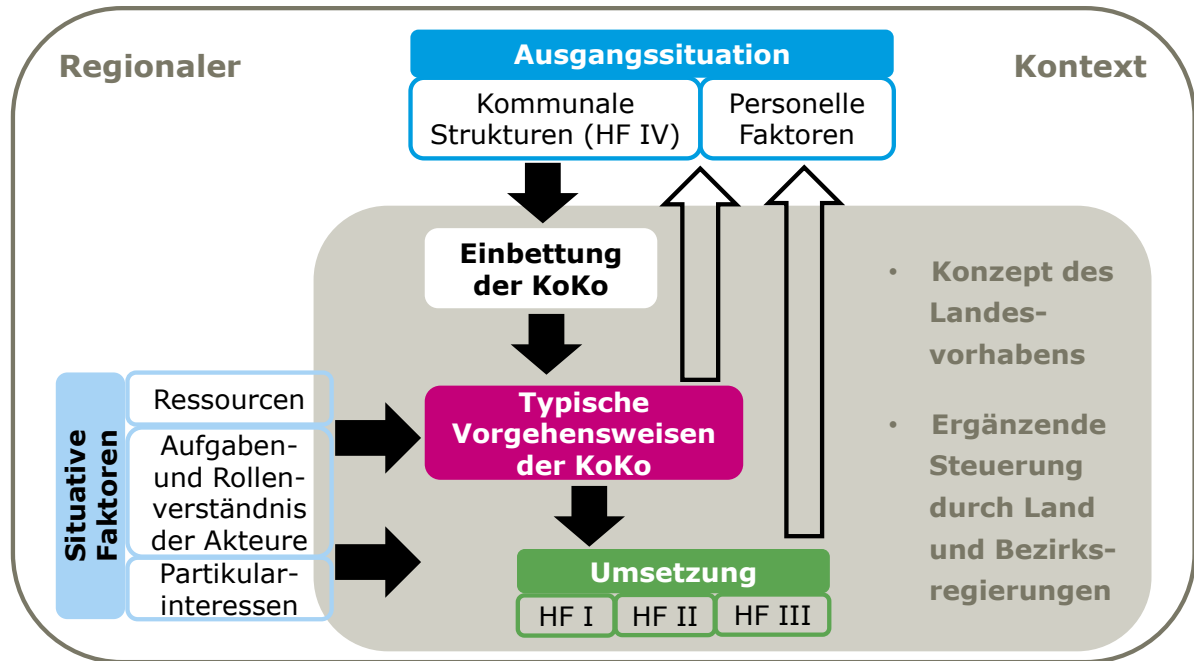 Regionaler
Kontext
Ausgangssituation
Kommunale
Strukturen (HF IV)
Personelle
Faktoren
Einbettung
der KoKo
Typische
Vorgehensweisen
der KoKo
Situative
Faktoren
Ressourcen
Aufgaben-
und Rollen-
verständnis
der Akteure
Partikular-
interessen
Umsetzung
HF I
HF II
HF III
• Konzept des
Landes-
vorhabens
• Ergänzende
Steuerung
durch Land
und Bezirks-
regierungen